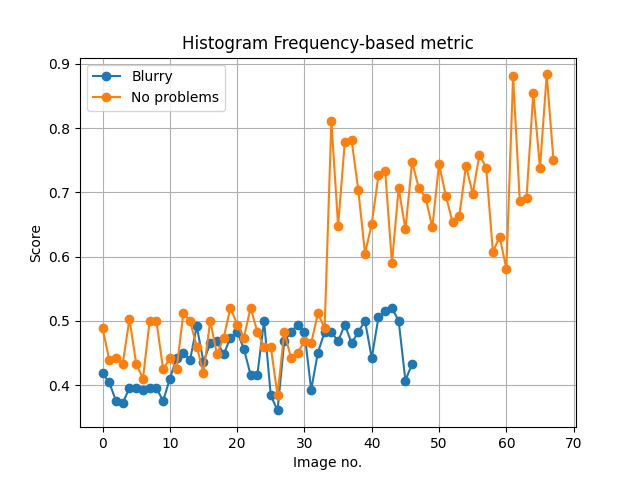 Histogram Frequency-based metric
Blurry
No problems
0.9
0.8
0.7
0.6
0.5
0.4
Score
0 10 20 30 40 50 60 70
Image no.